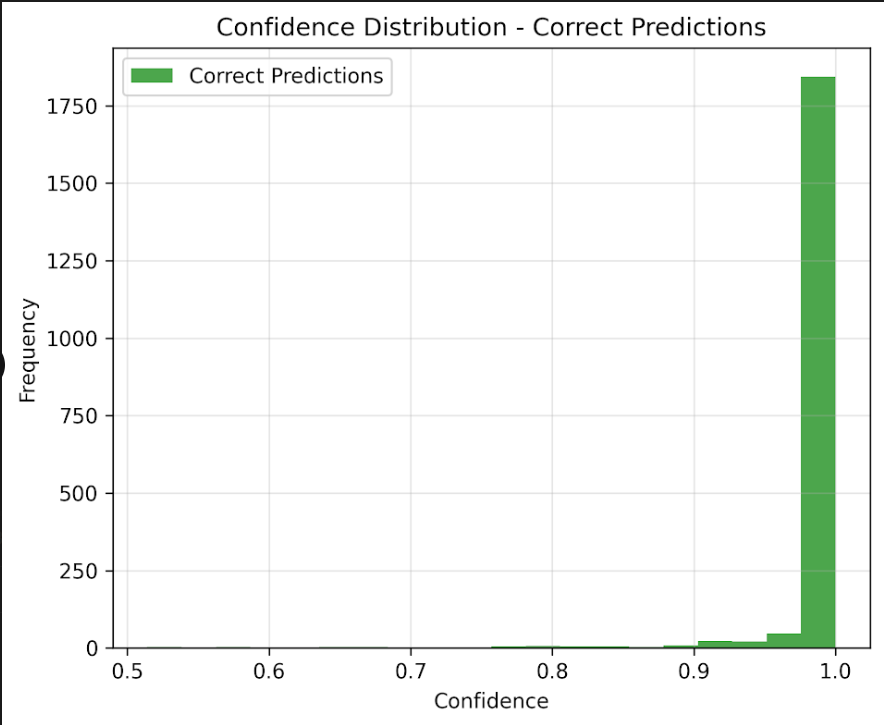 Confidence Distribution - Correct Predictions
Correct Predictions
1750
1500
1250
1000
750
500
250
0
Frequency
0.5 0.6 0.7 0.8 0.9 1.0
Confidence